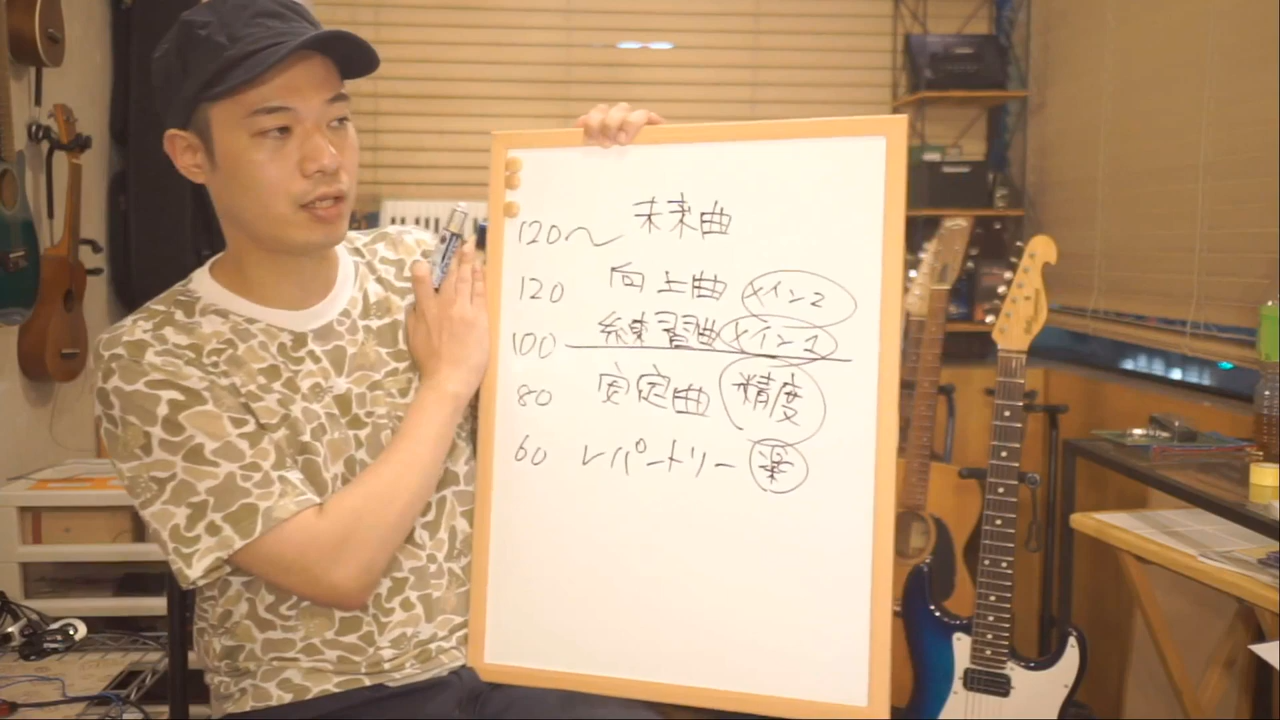 120〜 未来曲
120 向上曲 メイン2
100 練習曲 メイン1
80 安定曲 精度
60 レパートリー 楽